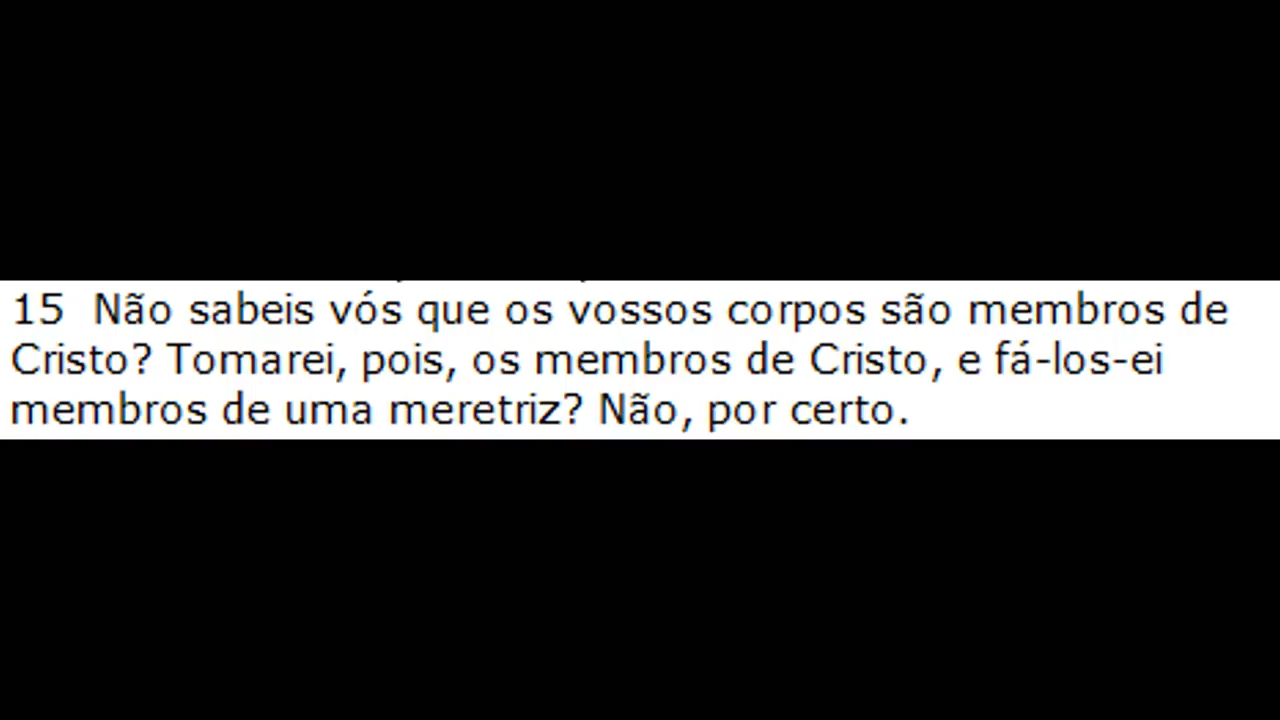 15 Não sabeis vós que os vossos corpos são membros de
Cristo? Tomarei, pois, os membros de Cristo, e fá-los-ei
membros de uma meretriz? Não, por certo.